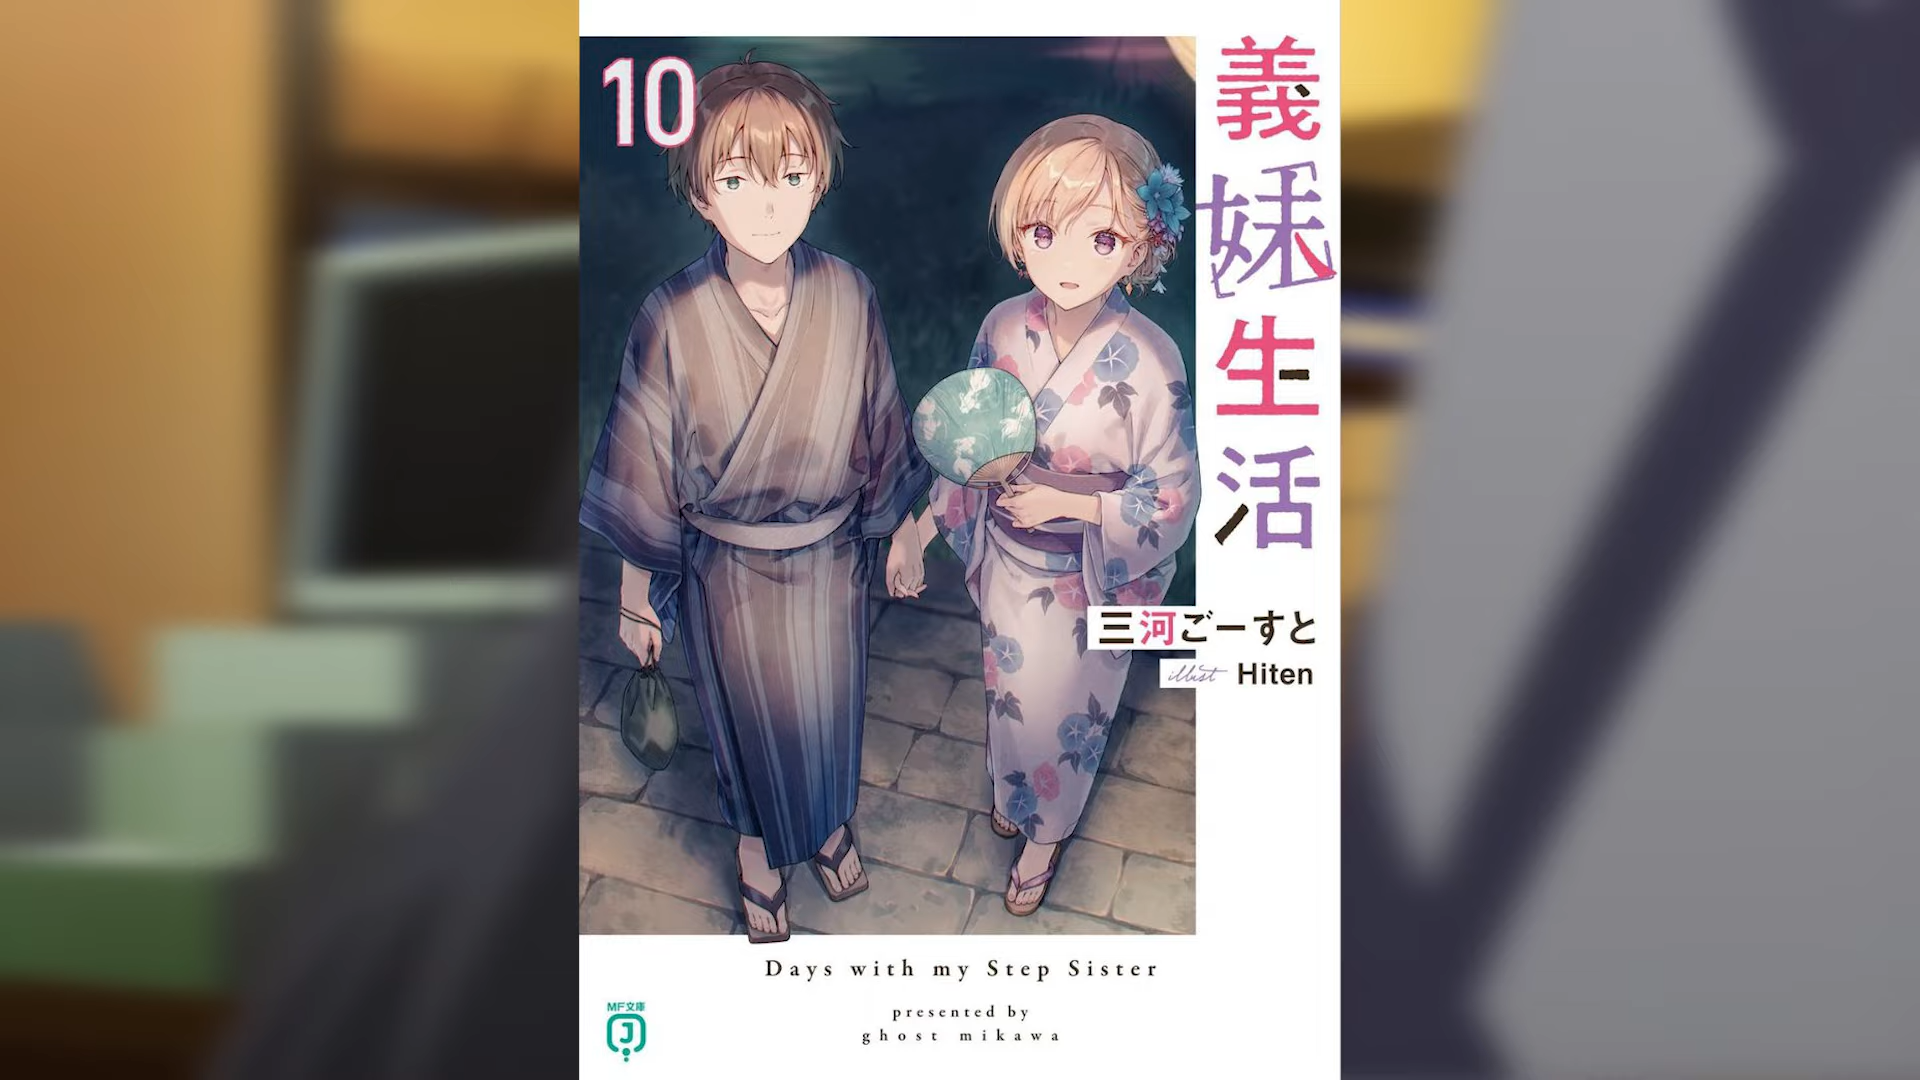 10
義妹生活
三河ごーすと
illust Hiten
Days with my Step Sister
presented by
ghost mikawa
MF文庫
J